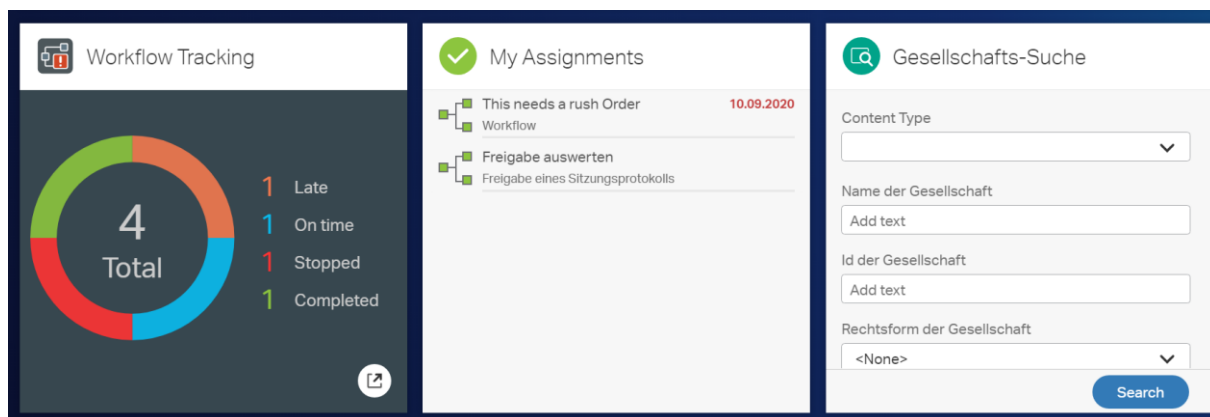 Workflow Tracking
4
Total
1 Late
1 On time
1 Stopped
1 Completed
My Assignments
This needs a rush Order 10.09.2020
Workflow
Freigabe auswerten
Freigabe eines Sitzungsprotokolls
Gesellschafts-Suche
Content Type
Name der Gesellschaft
Add text
Id der Gesellschaft
Add text
Rechtsform der Gesellschaft
<None>
Search